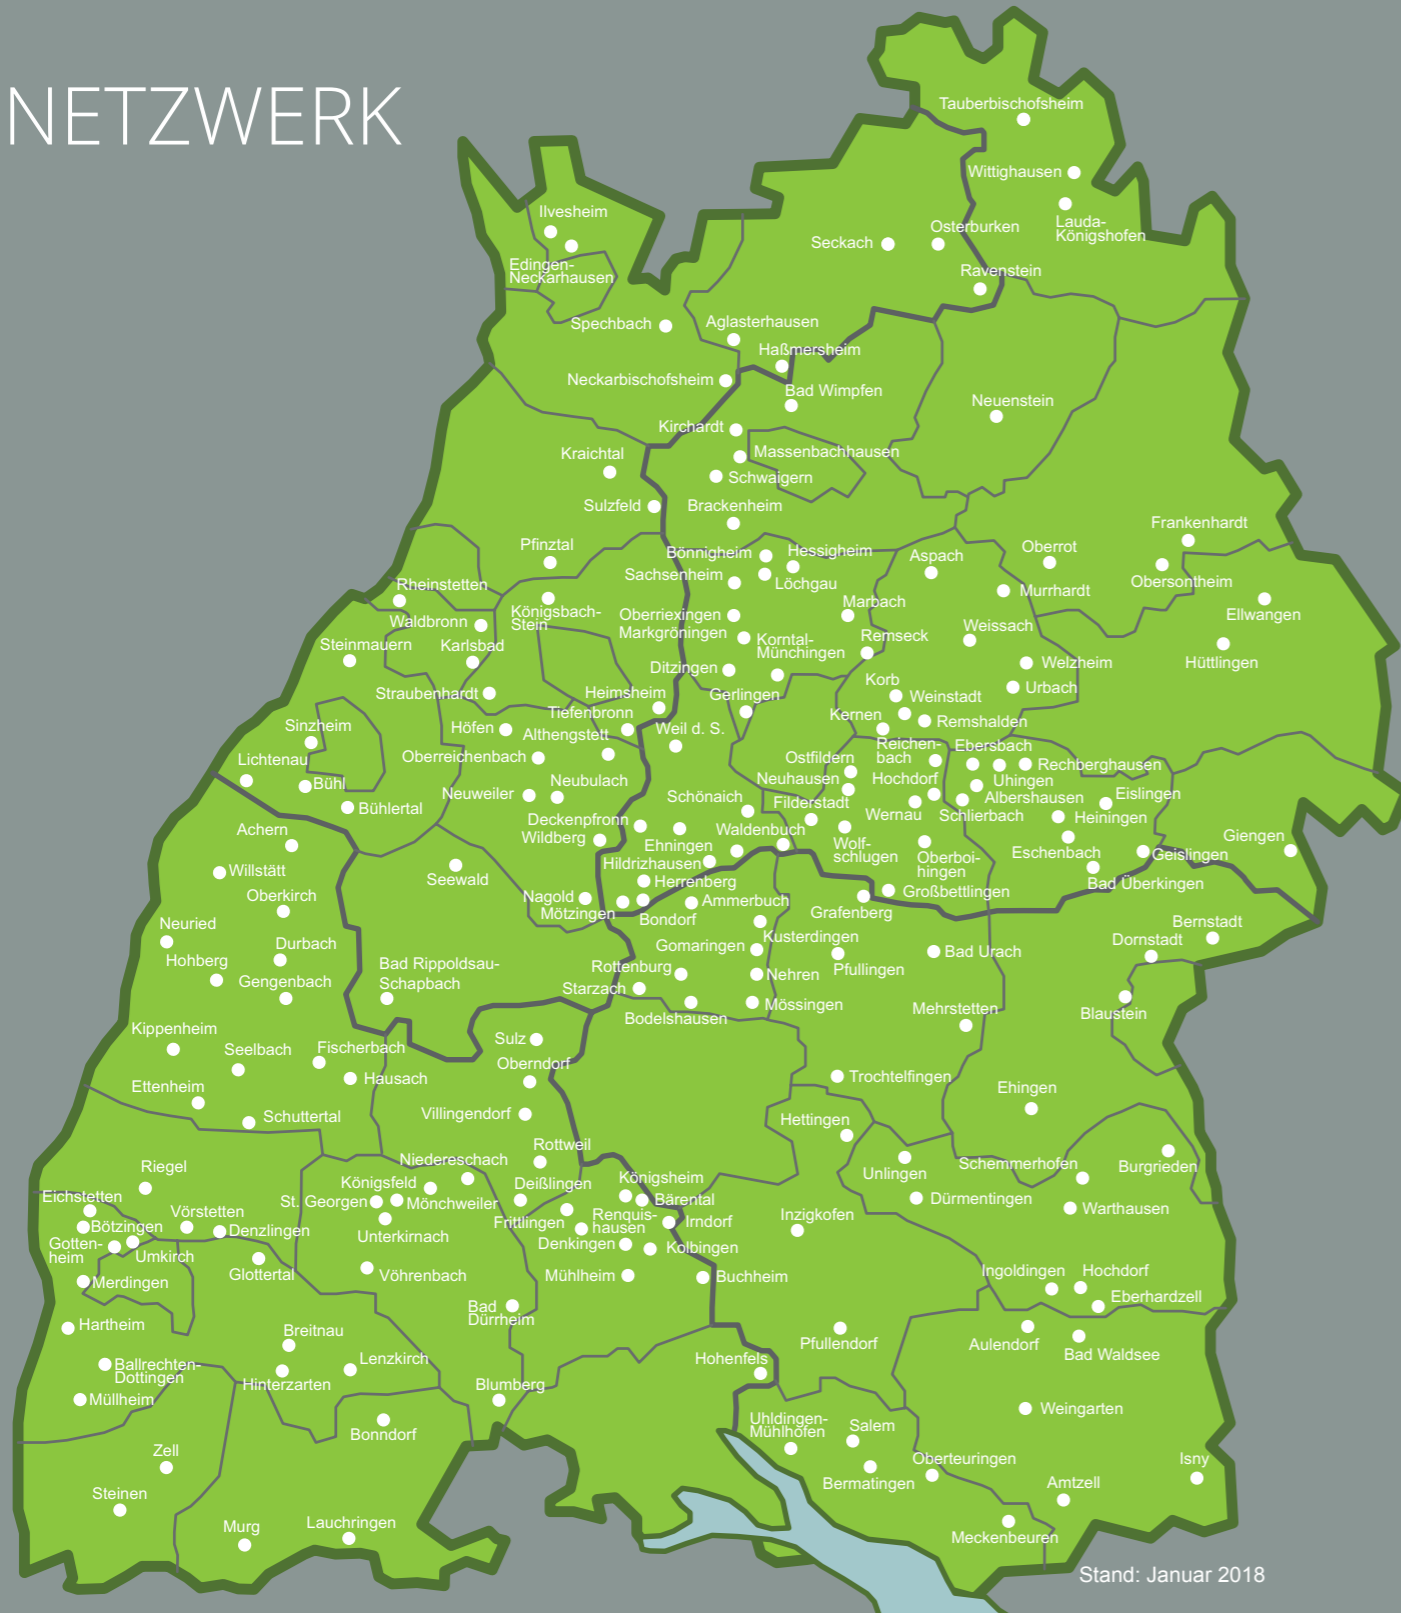 NETZWERK
Tauberbischofsheim
Wittighausen
Lauda-
Königshofen
Ilvesheim
Edingen-
Neckarhausen
Seckach
Osterburken
Ravenstein
Spechbach
Aglasterhausen
Haßmersheim
Neckarbischofsheim
Bad Wimpfen
Neuenstein
Kirchardt
Massenbachhausen
Kraichtal
Schwaigern
Sulzfeld
Brackenheim
Frankenhardt
Pfinztal
Bönnigheim
Hessigheim
Aspach
Oberrot
Sachsenheim
Löchgau
Obersontheim
Rheinstetten
Murrhardt
Königsbach-
Stein
Marbach
Ellwangen
Waldbronn
Oberriexingen
Markgröningen
Weissach
Steinmauern
Karlsbad
Korntal-
Münchingen
Remseck
Ditzingen
Welzheim
Hüttlingen
Straubenhardt
Heimsheim
Gerlingen
Korb
Weinstadt
Urbach
Tiefenbronn
Kernen
Remshalden
Sinzheim
Höfen
Althengstett
Weil d. S.
Reichen-
bach
Ebersbach
Lichtenau
Oberreichenbach
Ostfildern
Rechberghausen
Bühl
Neubulach
Neuhausen
Hochdorf
Uhingen
Neuweiler
Schönaich
Filderstadt
Albershausen
Eislingen
Bühlertal
Deckenpfronn
Wernau
Schlierbach
Heiningen
Achern
Wildberg
Ehningen
Waldenbuch
Wolf-
schlugen
Giengen
Willstätt
Hildrizhausen
Oberboi-
hingen
Eschenbach
Geislingen
Seewald
Herrenberg
Bad Überkingen
Oberkirch
Nagold
Mötzingen
Ammerbuch
Großbettlingen
Bondorf
Grafenberg
Neuried
Kusterdingen
Bernstadt
Durbach
Gomaringen
Bad Urach
Dornstadt
Hohberg
Bad Rippoldsau-
Schapbach
Rottenburg
Pfullingen
Gengenbach
Starzach
Nehren
Bodelshausen
Mössingen
Mehrstetten
Blaustein
Kippenheim
Sulz
Seelbach
Fischerbach
Oberndorf
Hausach
Trochtelfingen
Ettenheim
Ehingen
Schuttertal
Villingendorf
Hettingen
Rottweil
Niedereschach
Riegel
Schemmerhofen
Burgrieden
Unlingen
Königsfeld
Deißlingen
Königsheim
Eichstetten
St. Georgen
Mönchweiler
Bärental
Dürmentingen
Warthausen
Vörstetten
Frittlingen
Renquis-
hausen
Irndorf
Inzigkofen
Bötzingen
Denzlingen
Unterkirnach
Gotten-
heim
Umkirch
Denkingen
Kolbingen
Glottertal
Vöhrenbach
Mühlheim
Buchheim
Ingoldingen
Hochdorf
Merdingen
Eberhardzell
Hartheim
Bad
Dürrheim
Breitnau
Pfullendorf
Aulendorf
Bad Waldsee
Ballrechten-
Dottingen
Lenzkirch
Hohenfels
Hinterzarten
Blumberg
Müllheim
Weingarten
Bonndorf
Uhldingen-
Mühlhofen
Salem
Zell
Oberteuringen
Isny
Steinen
Bermatingen
Amtzell
Murg
Lauchringen
Meckenbeuren
Stand: Januar 2018